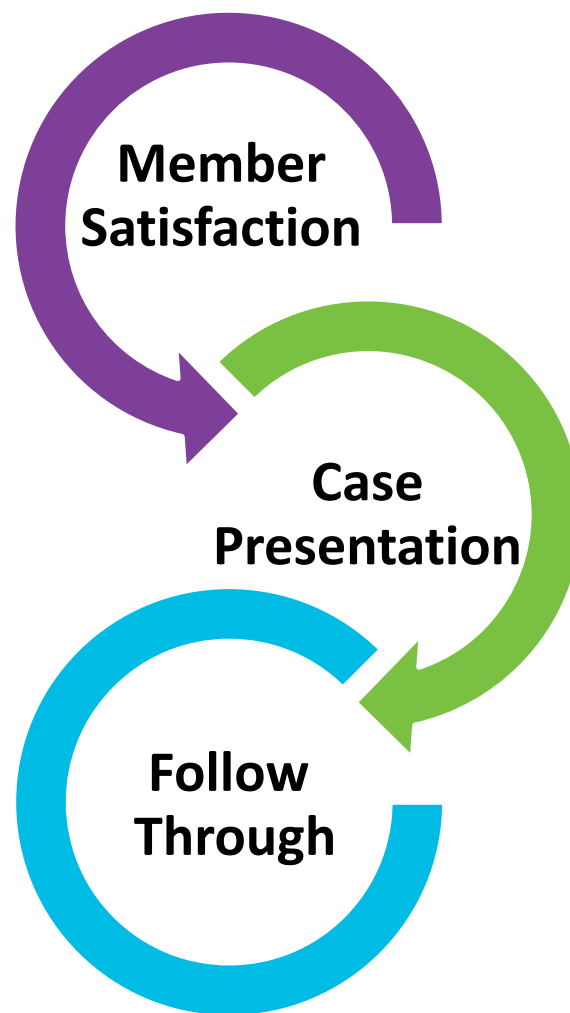 Member
Satisfaction
Case
Presentation
Follow
Through